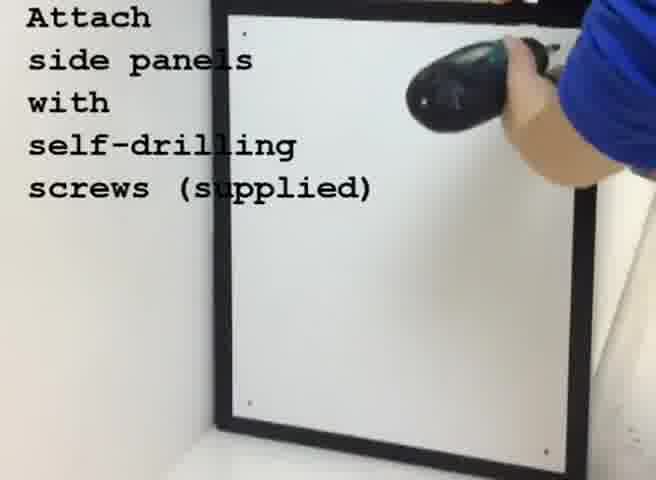 Attach
side panels
with
self-drilling
screws (supplied)